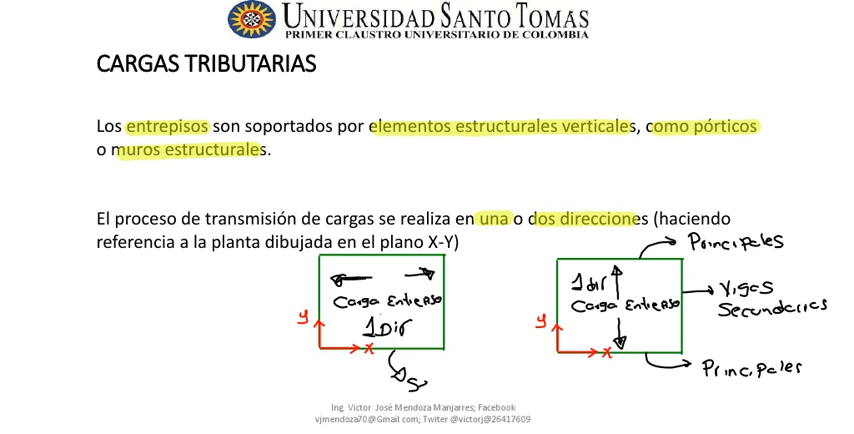 UNIVERSIDAD SANTO TOMAS
PRIMER CLAUSTRO UNIVERSITARIO DE COLOMBIA
CARGAS TRIBUTARIAS
Los entrepisos son soportados por elementos estructurales verticales, como pórticos
o muros estructurales.
El proceso de transmisión de cargas se realiza en una o dos direcciones (haciendo
referencia a la planta dibujada en el plano X-Y)
Carga Entrepiso
1 Dir
y
x
S
Principales
1 dir
Carga Entrepiso
Vigas
Secundarias
y
x
Principales
Ing. Victor José Mendoza Manjarres; Facebook
vjmendoza70@Gmail com; Twiter @victorj@26417609